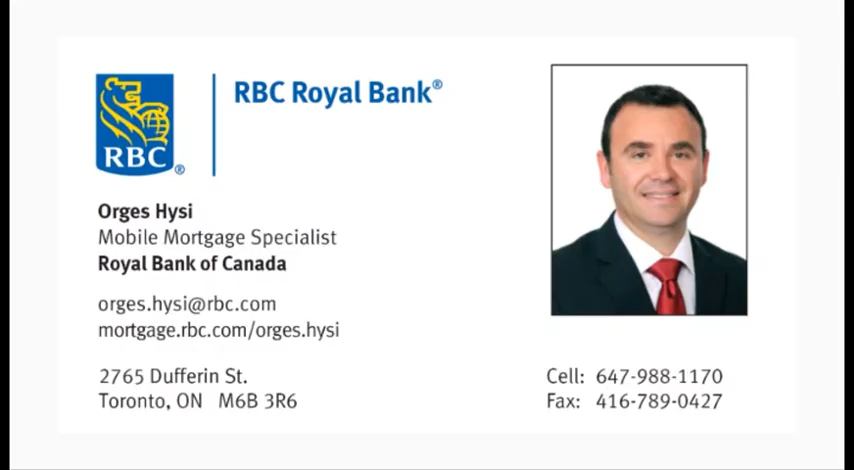 RBC Royal Bank®
RBC®
Orges Hysi
Mobile Mortgage Specialist
Royal Bank of Canada
orges.hysi@rbc.com
mortgage.rbc.com/orges.hysi
2765 Dufferin St.
Toronto, ON M6B 3R6
Cell: 647-988-1170
Fax: 416-789-0427